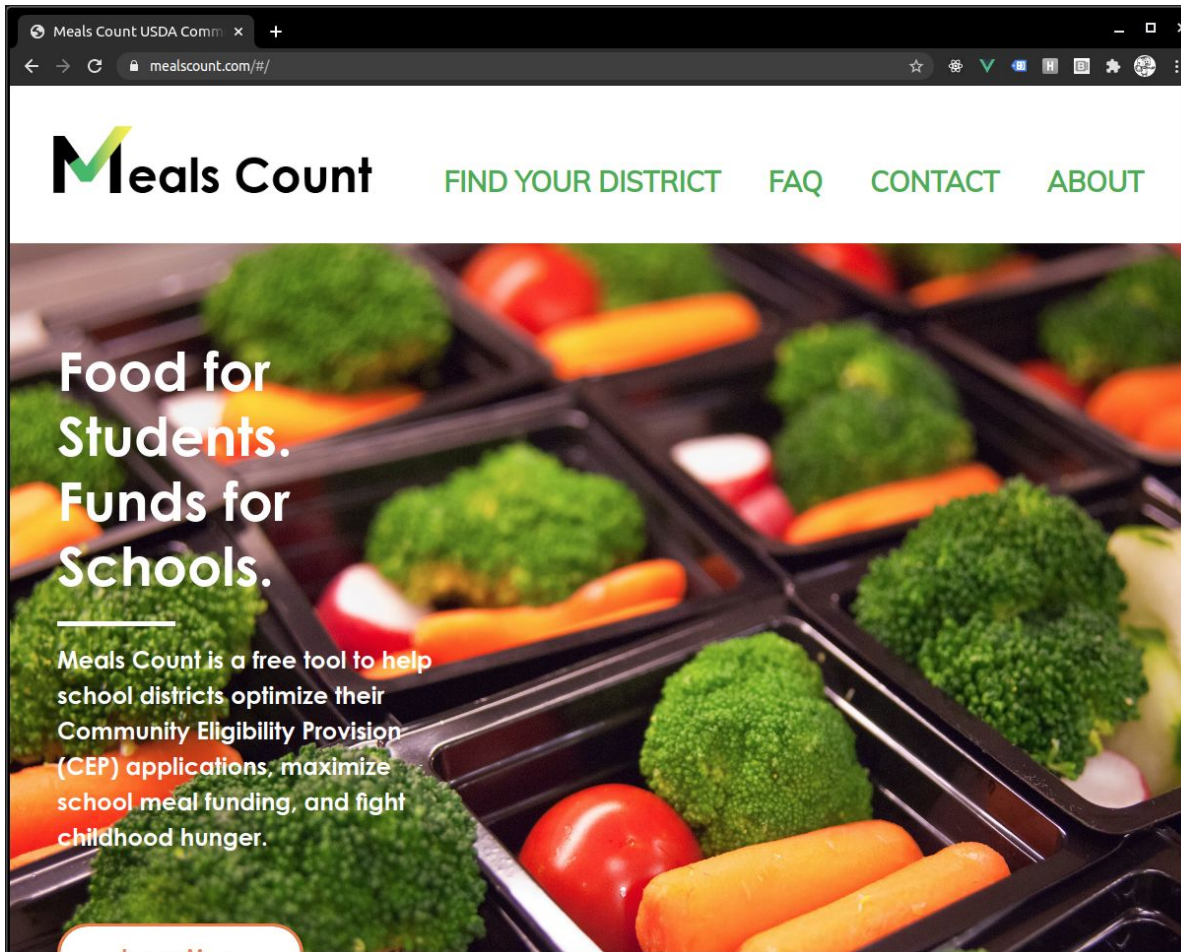 Meals Count USDA Comm
mealscount.com/#/
Meals Count
FIND YOUR DISTRICT
FAQ
CONTACT
ABOUT
Food for
Students.
Funds for
Schools.
Meals Count is a free tool to help
school districts optimize their
Community Eligibility Provision
(CEP) applications, maximize
school meal funding, and fight
childhood hunger.